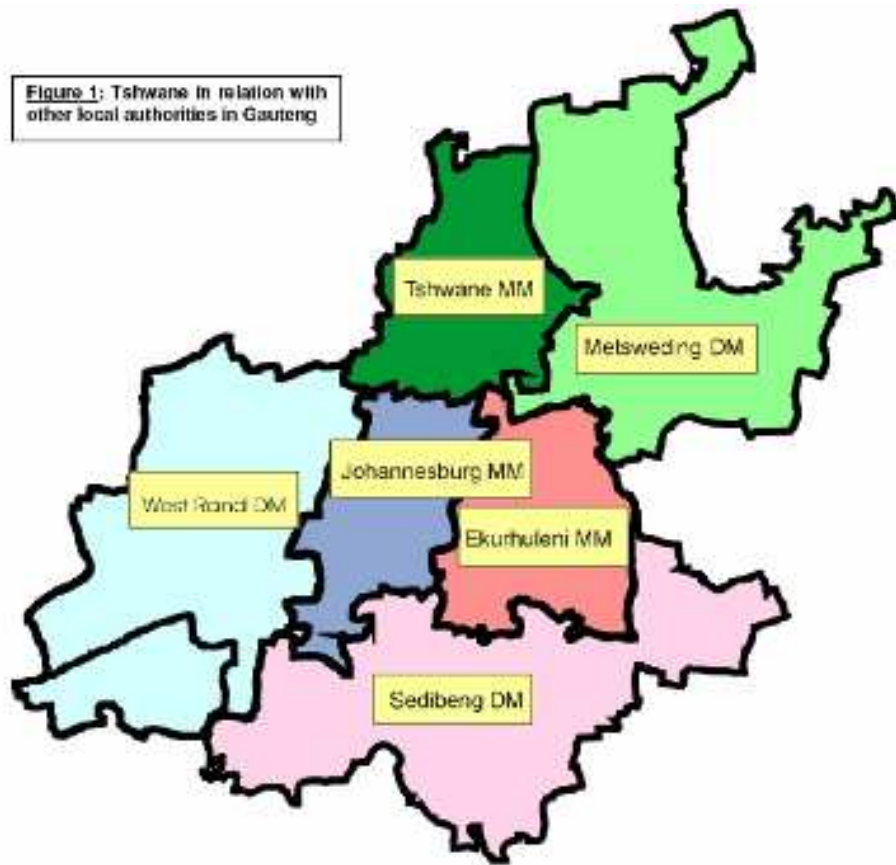 Figure 1: Tshwane in relation with
other local authorities in Gauteng
Tshwane MM
Metsweding DM
Johannesburg MM
West Rand DM
Ekurhuleni MM
Sedibeng DM